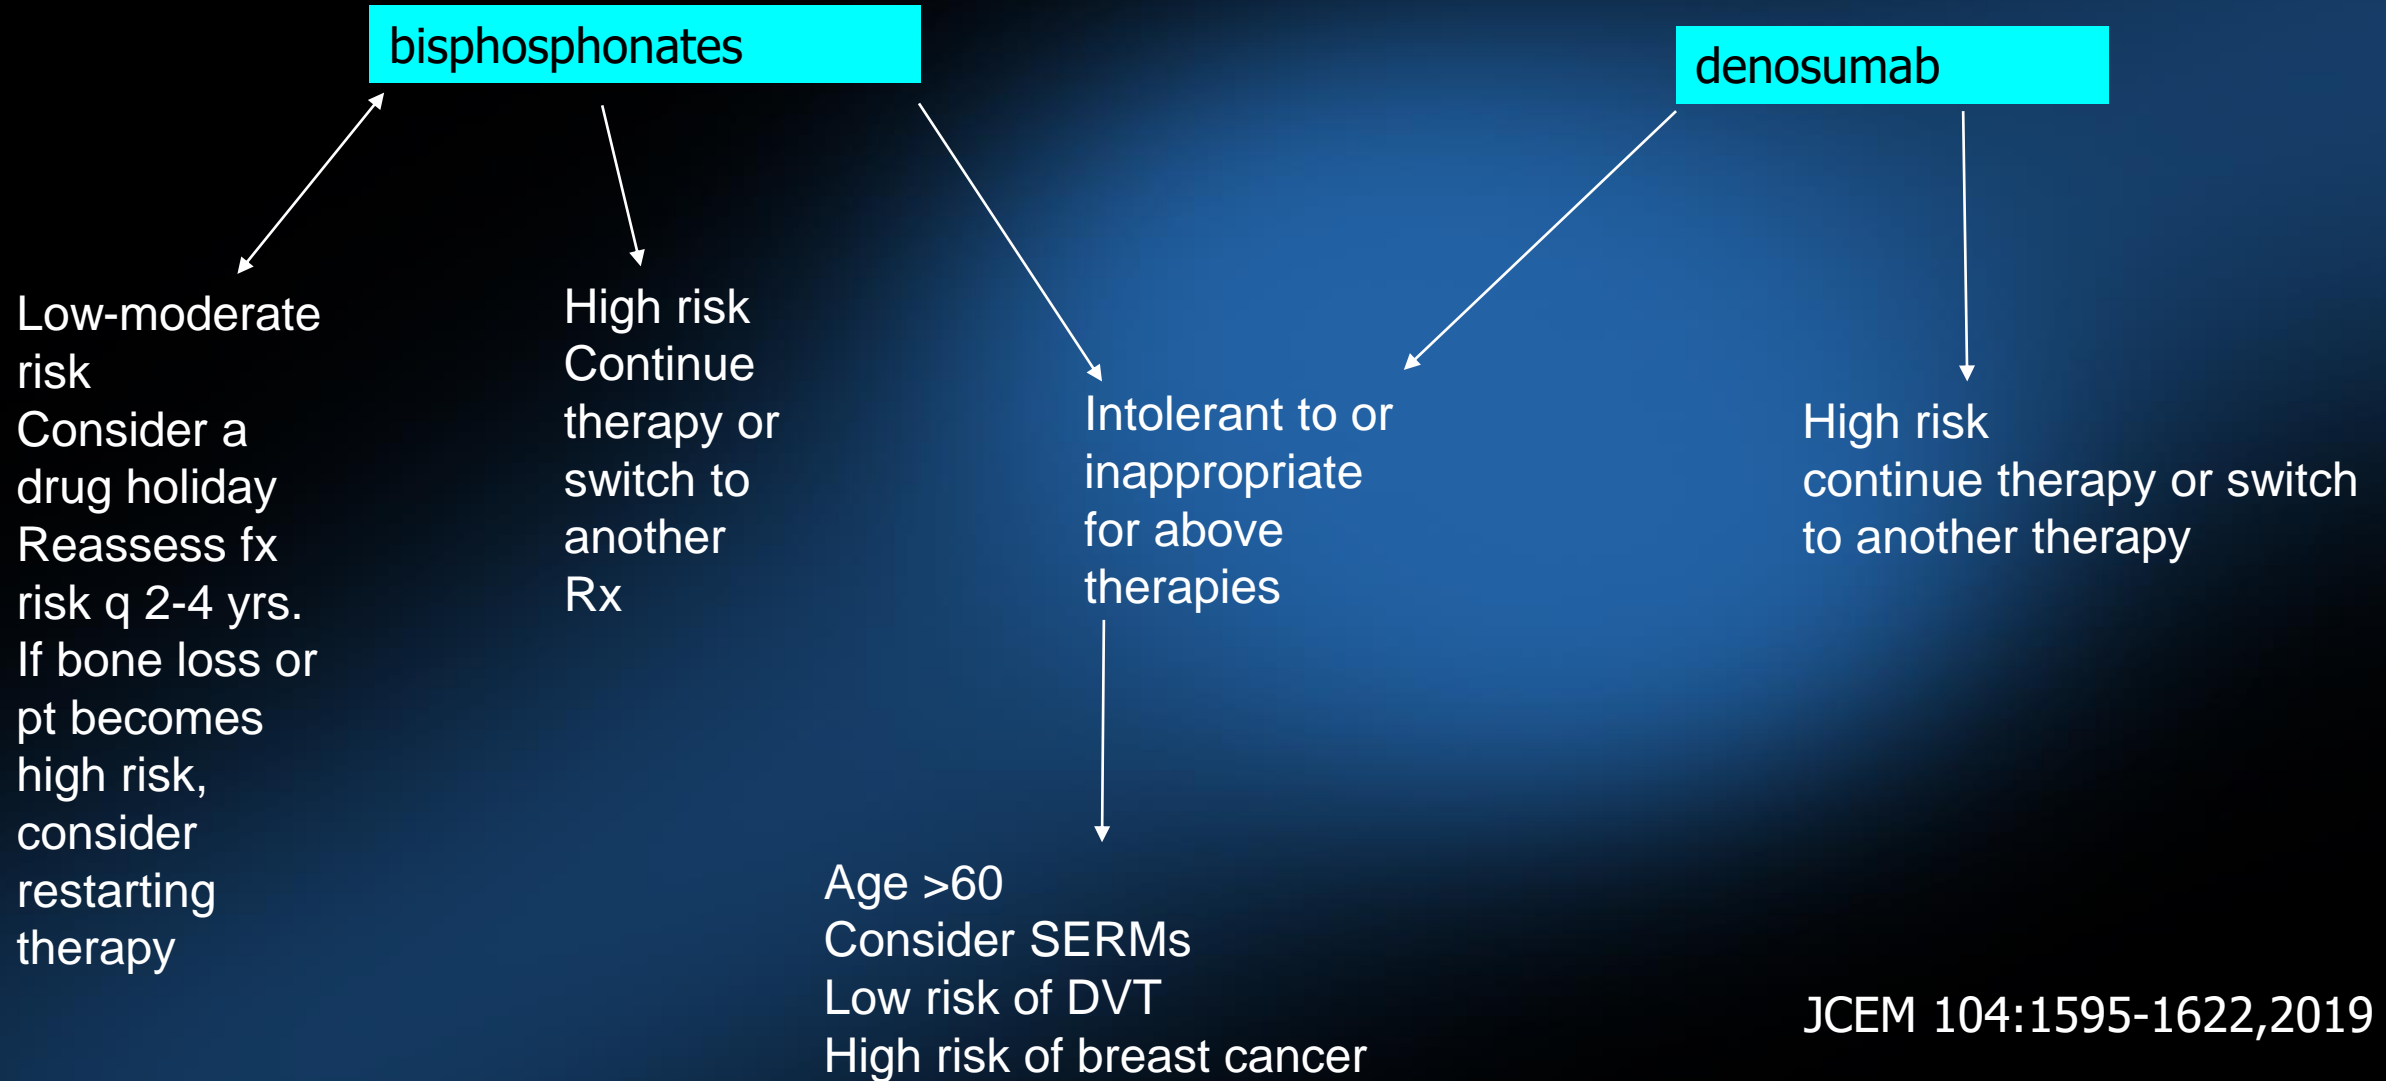 bisphosphonates
denosumab
Low-moderate
risk
Consider a
drug holiday
Reassess fx
risk q 2-4 yrs.
If bone loss or
pt becomes
high risk,
consider
restarting
therapy
High risk
Continue
therapy or
switch to
another
Rx
Intolerant to or
inappropriate
for above
therapies
High risk
continue therapy or switch
to another therapy
Age >60
Consider SERMs
Low risk of DVT
High risk of breast cancer
JCEM 104:1595-1622,2019